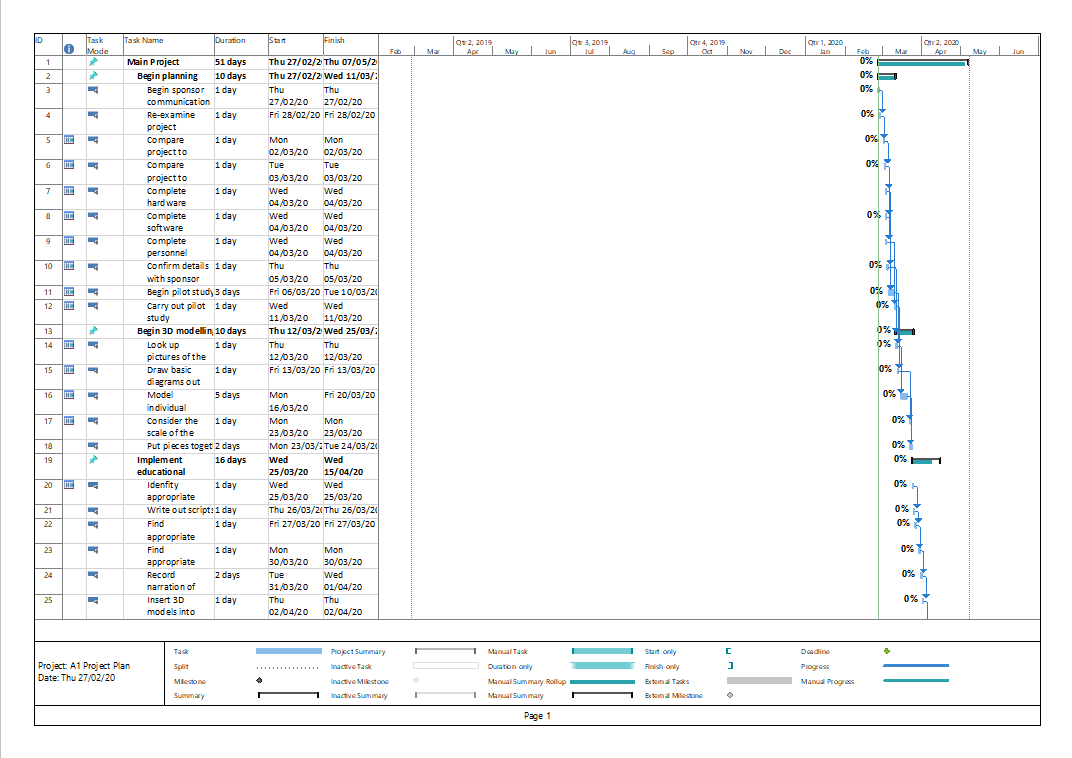 ID Task Mode Task Name Duration Start Finish
Qtr 2, 2019 Qtr 3, 2019 Qtr 4, 2019 Qtr 1, 2020 Qtr 2, 2020
Feb Mar Apr May Jun Jul Aug Sep Oct Nov Dec Jan Feb Mar Apr May Jun
1 Main Project 51 days Thu 27/02/20 Thu 07/05/2 0%
2 Begin planning 10 days Thu 27/02/20 Wed 11/03/2 0%
3 Begin sponsor communication 1 day Thu 27/02/20 Thu 27/02/20 0%
4 Re-examine project 1 day Fri 28/02/20 Fri 28/02/20 0%
5 Compare project to 1 day Mon 02/03/20 Mon 02/03/20 0%
6 Compare project to 1 day Tue 03/03/20 Tue 03/03/20 0%
7 Complete hardware 1 day Wed 04/03/20 Wed 04/03/20
8 Complete software 1 day Wed 04/03/20 Wed 04/03/20 0%
9 Complete personnel 1 day Wed 04/03/20 Wed 04/03/20
10 Confirm details with sponsor 1 day Thu 05/03/20 Thu 05/03/20 0%
11 Begin pilot study 3 days Fri 06/03/20 Tue 10/03/20 0%
12 Carry out pilot study 1 day Wed 11/03/20 Wed 11/03/20 0%
13 Begin 3D modellin 10 days Thu 12/03/20 Wed 25/03/2 0%
14 Look up pictures of the 1 day Thu 12/03/20 Thu 12/03/20 0%
15 Draw basic diagrams out 1 day Fri 13/03/20 Fri 13/03/20 0%
16 Model individual 5 days Mon 16/03/20 Fri 20/03/20 0%
17 Consider the scale of the 1 day Mon 23/03/20 Mon 23/03/20 0%
18 Put pieces toget 2 days Mon 23/03/2 Tue 24/03/20 0%
19 Implement educational 16 days Wed 25/03/20 Wed 15/04/20 0%
20 Idenfity appropriate 1 day Wed 25/03/20 Wed 25/03/20 0%
21 Write out scripts 1 day Thu 26/03/20 Thu 26/03/20 0%
22 Find appropriate 1 day Fri 27/03/20 Fri 27/03/20 0%
23 Find appropriate 1 day Mon 30/03/20 Mon 30/03/20 0%
24 Record narration of 2 days Tue 31/03/20 Wed 01/04/20 0%
25 Insert 3D models into 1 day Thu 02/04/20 Thu 02/04/20 0%
Project: A1 Project Plan
Date: Thu 27/02/20
Task Project Summary Manual Task Start-only Deadline
Split Inactive Task Duration-only Finish-only Progress
Milestone Inactive Milestone Manual Summary Rollup External Tasks Manual Progress
Summary Inactive Summary Manual Summary External Milestone
Page 1